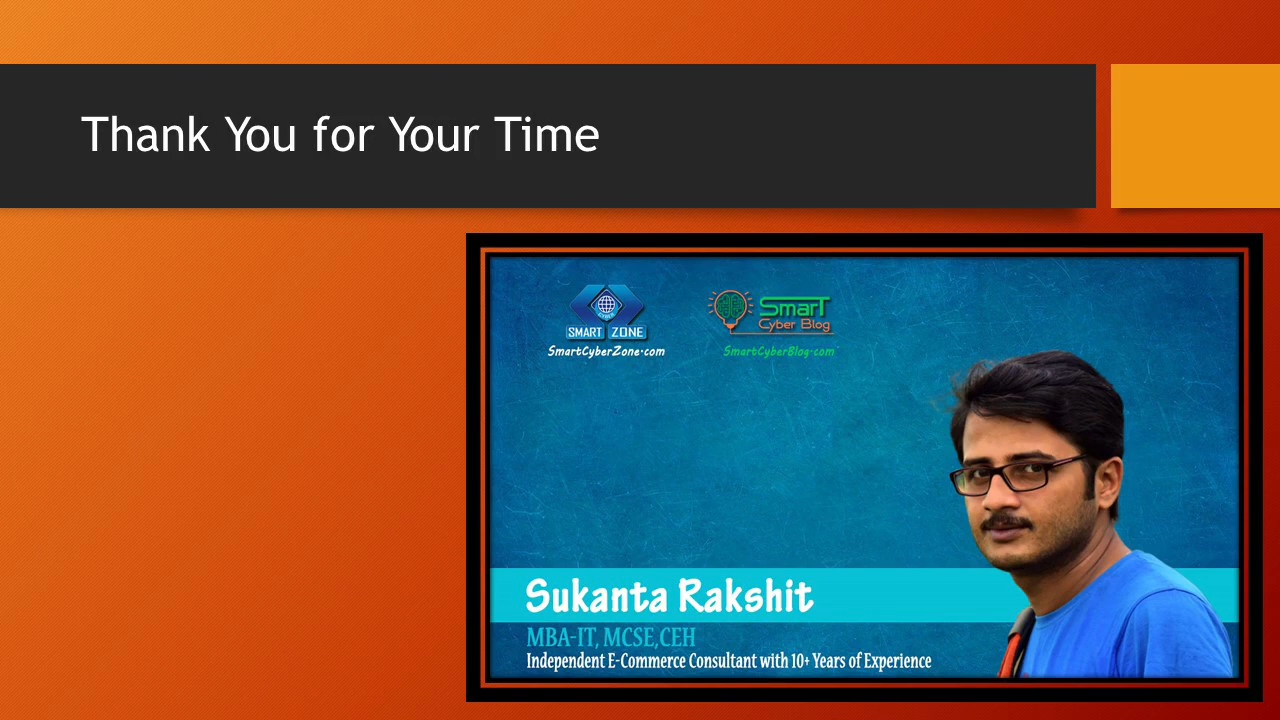 Thank You for Your Time
SMART ZONE
CYBER
SmartCyberZone.com
Smart
Cyber Blog
SmartCyberBlog.com
Sukanta Rakshit
MBA-IT, MCSE,CEH
Independent E-Commerce Consultant with 10+ Years of Experience